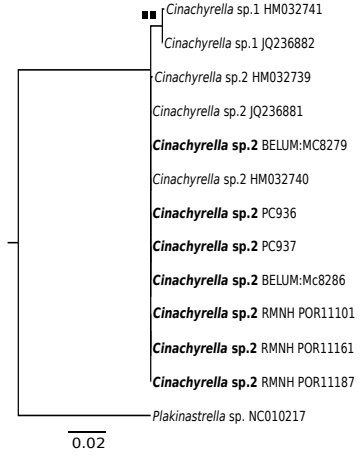 Cinachyrella sp.1 HM032741
Cinachyrella sp.1 JQ236882
Cinachyrella sp.2 HM032739
Cinachyrella sp.2 JQ236881
Cinachyrella sp.2 BELUM:MC8279
Cinachyrella sp.2 HM032740
Cinachyrella sp.2 PC936
Cinachyrella sp.2 PC937
Cinachyrella sp.2 BELUM:Mc8286
Cinachyrella sp.2 RMNH POR11101
Cinachyrella sp.2 RMNH POR11161
Cinachyrella sp.2 RMNH POR11187
Plakinastrella sp. NC010217
0.02